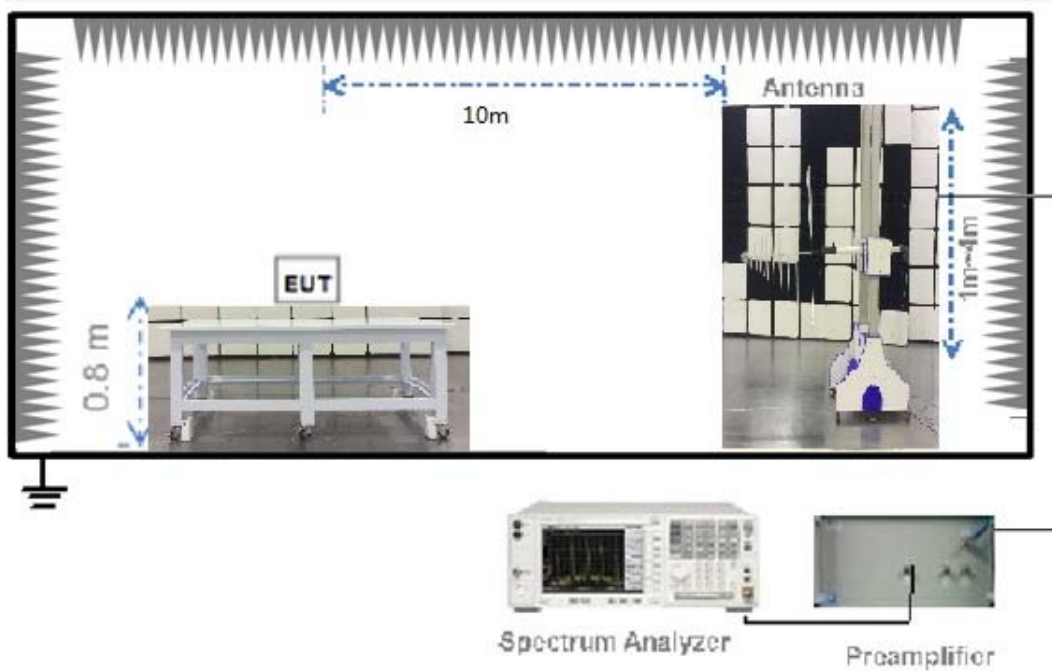 Antenna
10m
1m~4m
EUT
0.8 m
Spectrum Analyzer
Preamplifier